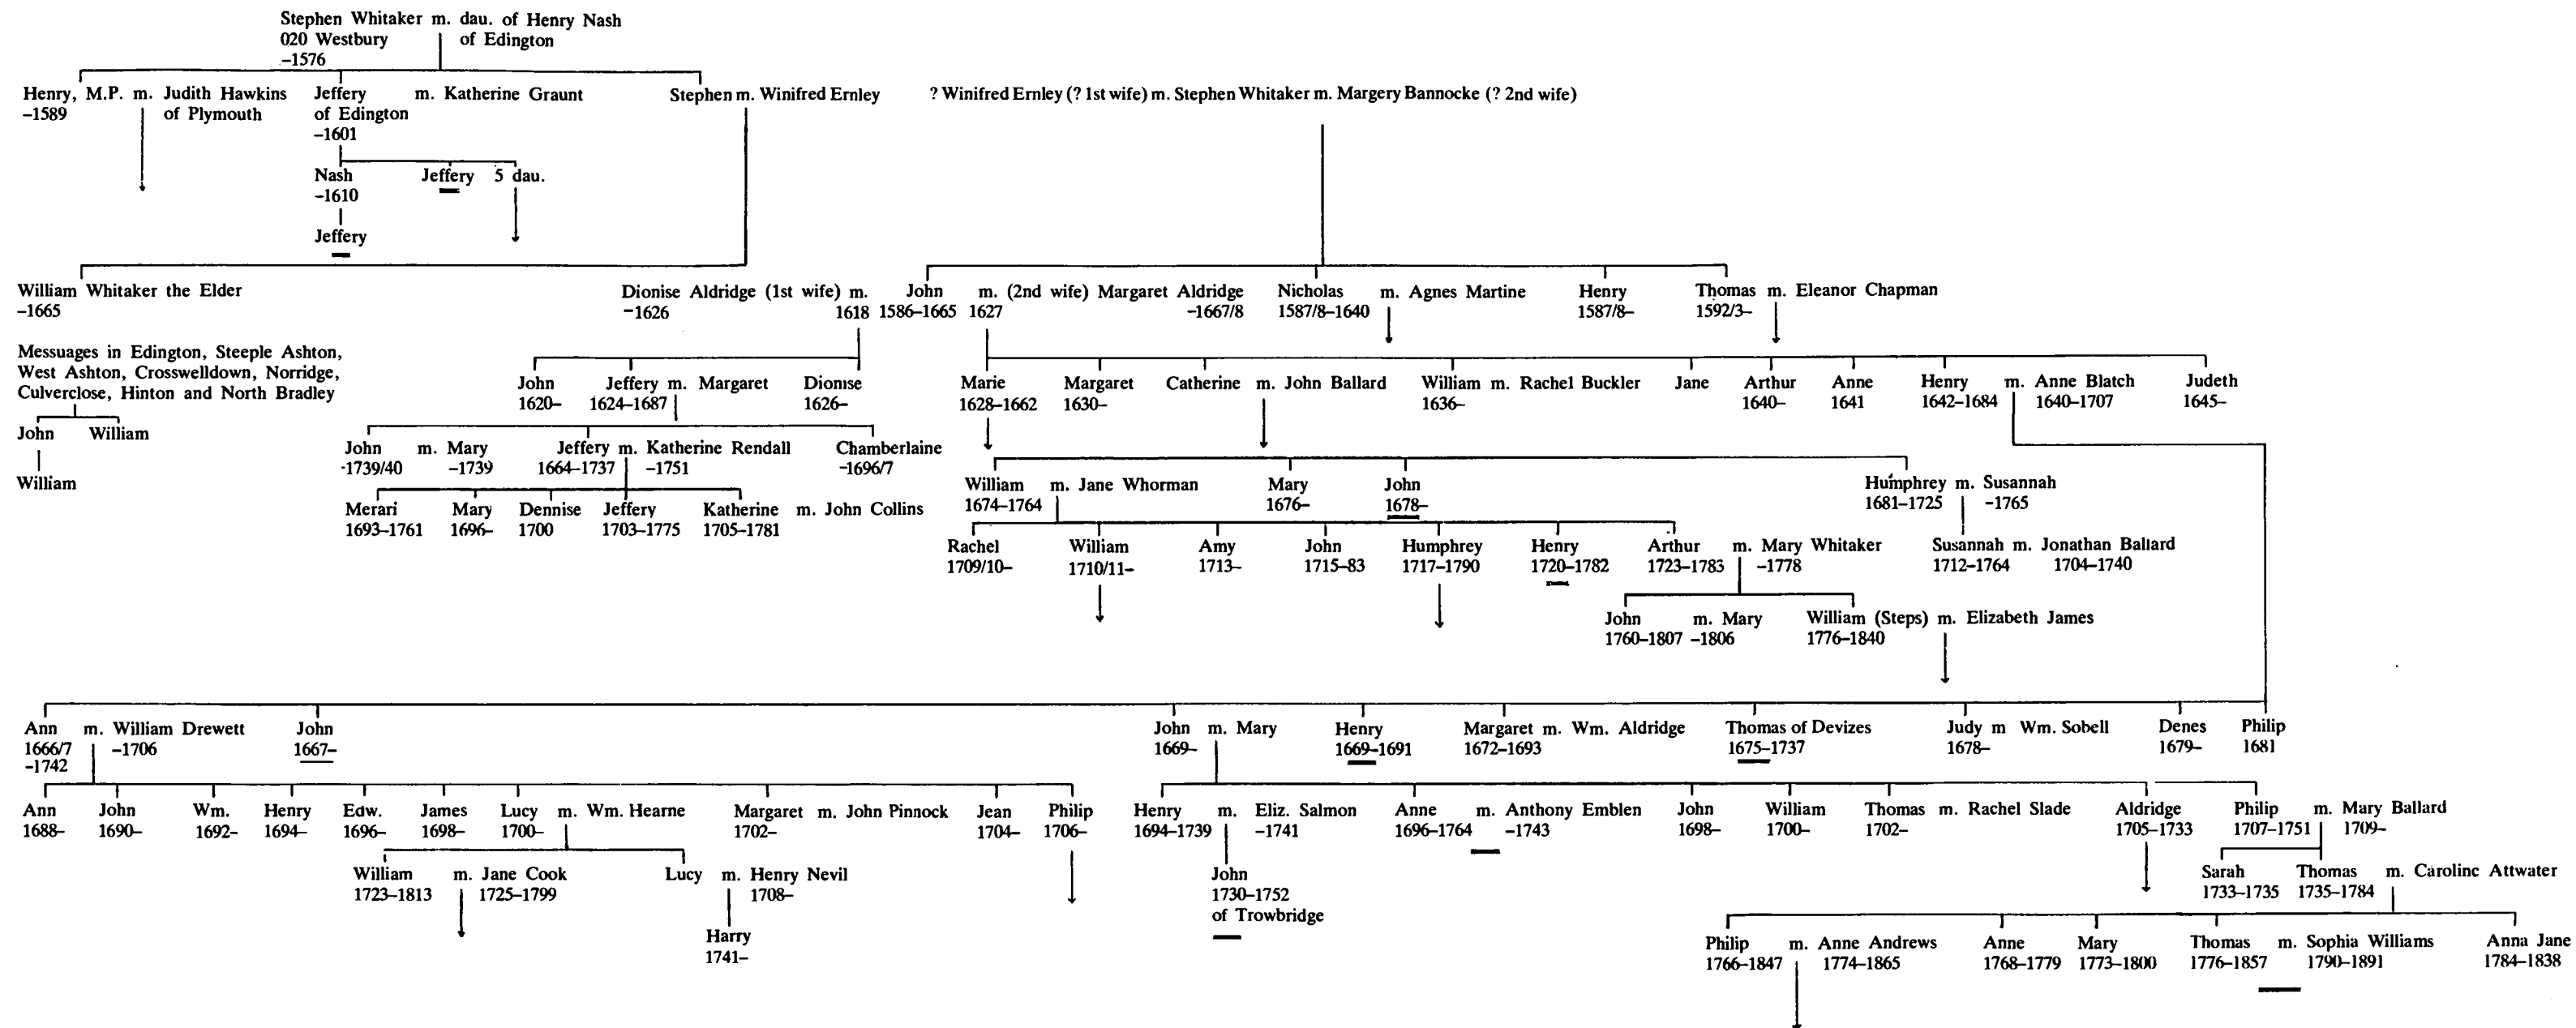 Stephen Whitaker m. dau. of Henry Nash
020 Westbury of Edington
–1576
Henry, M.P. m. Judith Hawkins Jeffery m. Katherine Graunt Stephen m. Winifred Ernley ? Winifred Ernley (? 1st wife) m. Stephen Whitaker m. Margery Bannocke (? 2nd wife)
–1589 of Plymouth of Edington
–1601
Nash Jeffery 5 dau.
–1610
Jeffery
William Whitaker the Elder Dionise Aldridge (1st wife) m. John m. (2nd wife) Margaret Aldridge Nicholas m. Agnes Martine Henry Thomas m. Eleanor Chapman
–1665 –1626 1618 1586–1665 1627 –1667/8 1587/8–1640 1587/8– 1592/3–
Messuages in Edington, Steeple Ashton,
West Ashton, Crosswelldown, Norridge,
Culverclose, Hinton and North Bradley
John Jeffery m. Margaret Dionise Marie Margaret Catherine m. John Ballard William m. Rachel Buckler Jane Arthur Anne Henry m. Anne Blatch Judeth
1620– 1624–1687 1626– 1628–1662 1630– 1636– 1640– 1641 1642–1684 1640–1707 1645–
John William
John m. Mary Jeffery m. Katherine Rendall Chamberlaine
-1739/40 –1739 1664–1737 –1751 –1696/7
William
William m. Jane Whorman Mary John Humphrey m. Susannah
1674–1764 1676– 1678– 1681–1725 –1765
Merari Mary Dennise Jeffery Katherine m. John Collins
1693–1761 1696– 1700 1703–1775 1705–1781
Rachel William Amy John Humphrey Henry Arthur m. Mary Whitaker Susannah m. Jonathan Ballard
1709/10– 1710/11– 1713– 1715–83 1717–1790 1720–1782 1723–1783 –1778 1712–1764 1704–1740
John m. Mary William (Steps) m. Elizabeth James
1760–1807 –1806 1776–1840
Ann m. William Drewett John John m. Mary Henry Margaret m. Wm. Aldridge Thomas of Devizes Judy m Wm. Sobell Denes Philip
1666/7 –1706 1667– 1669– 1669–1691 1672–1693 1675–1737 1678– 1679– 1681
–1742
Ann John Wm. Henry Edw. James Lucy m. Wm. Hearne Margaret m. John Pinnock Jean Philip Henry m. Eliz. Salmon Anne m. Anthony Emblen John William Thomas m. Rachel Slade Aldridge Philip m. Mary Ballard
1688– 1690– 1692– 1694– 1696– 1698– 1700– 1702– 1704– 1706– 1694–1739 –1741 1696–1764 –1743 1698– 1700– 1702– 1705–1733 1707–1751 1709–
William m. Jane Cook Lucy m. Henry Nevil John Sarah Thomas m. Caroline Attwater
1723–1813 1725–1799 1708– 1730–1752 1733–1735 1735–1784
of Trowbridge
Harry
1741–
Philip m. Anne Andrews Anne Mary Thomas m. Sophia Williams Anna Jane
1766–1847 1774–1865 1768–1779 1773–1800 1776–1857 1790–1891 1784–1838